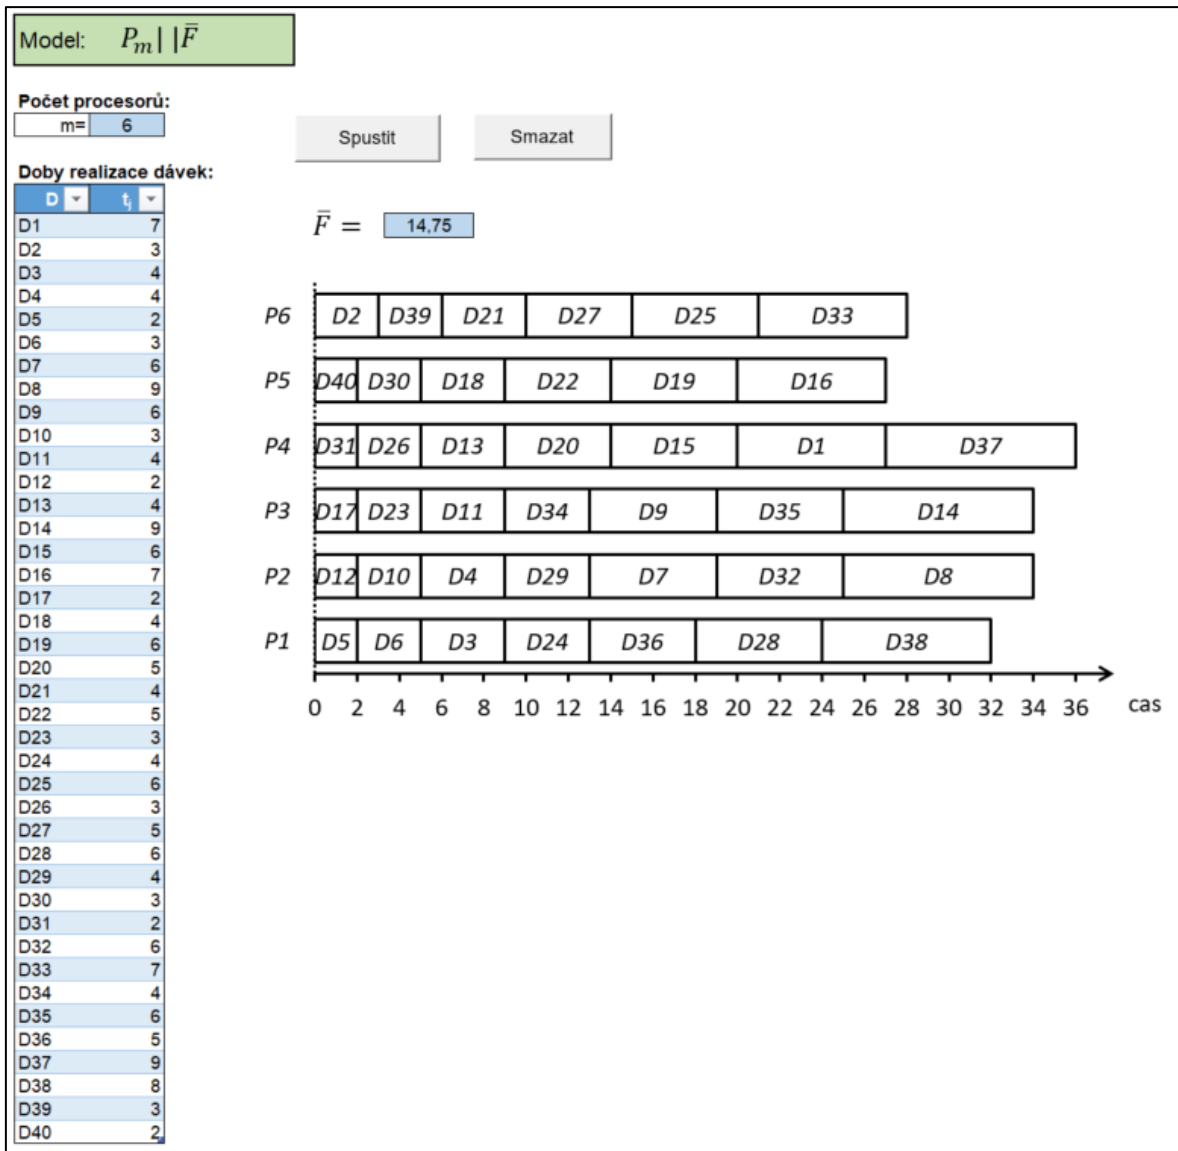 Model: Pₘ| |F̄
Počet procesorů:
m= 6
Spustit Smazat
Doby realizace dávek:
D tⱼ
D1 7
D2 3
D3 4
D4 4
D5 2
D6 3
D7 6
D8 9
D9 6
D10 3
D11 4
D12 2
D13 4
D14 9
D15 6
D16 7
D17 2
D18 4
D19 6
D20 5
D21 4
D22 5
D23 3
D24 4
D25 6
D26 3
D27 5
D28 6
D29 4
D30 3
D31 2
D32 6
D33 7
D34 4
D35 6
D36 5
D37 9
D38 8
D39 3
D40 2
F̄ = 14,75
P6 D2 D39 D21 D27 D25 D33
P5 D40 D30 D18 D22 D19 D16
P4 D31 D26 D13 D20 D15 D1 D37
P3 D17 D23 D11 D34 D9 D35 D14
P2 D12 D10 D4 D29 D7 D32 D8
P1 D5 D6 D3 D24 D36 D28 D38
0 2 4 6 8 10 12 14 16 18 20 22 24 26 28 30 32 34 36 cas